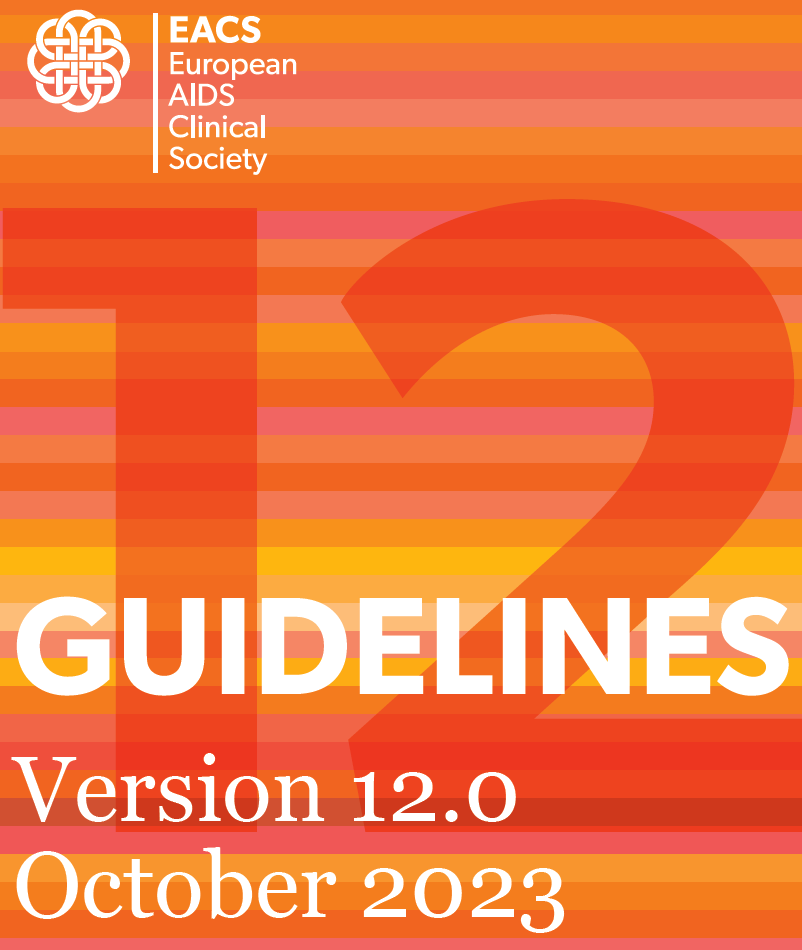 EACS
European
AIDS
Clinical
Society
12
GUIDELINES
Version 12.0
October 2023